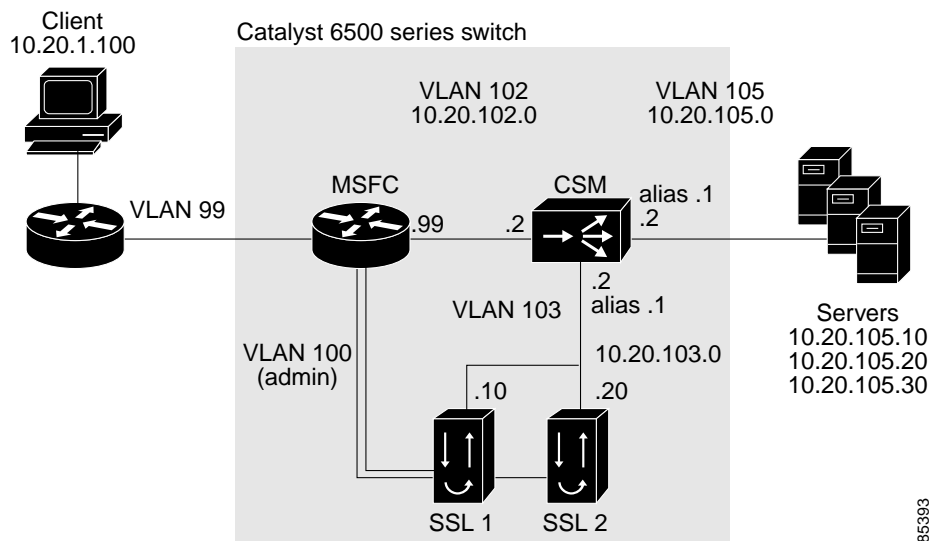 Client
10.20.1.100
Catalyst 6500 series switch
VLAN 102
10.20.102.0
VLAN 105
10.20.105.0
MSFC
CSM
VLAN 99
.99
.2
alias .1
.2
.2
alias .1
VLAN 103
VLAN 100
(admin)
10.20.103.0
.10
.20
Servers
10.20.105.10
10.20.105.20
10.20.105.30
SSL 1
SSL 2
85393